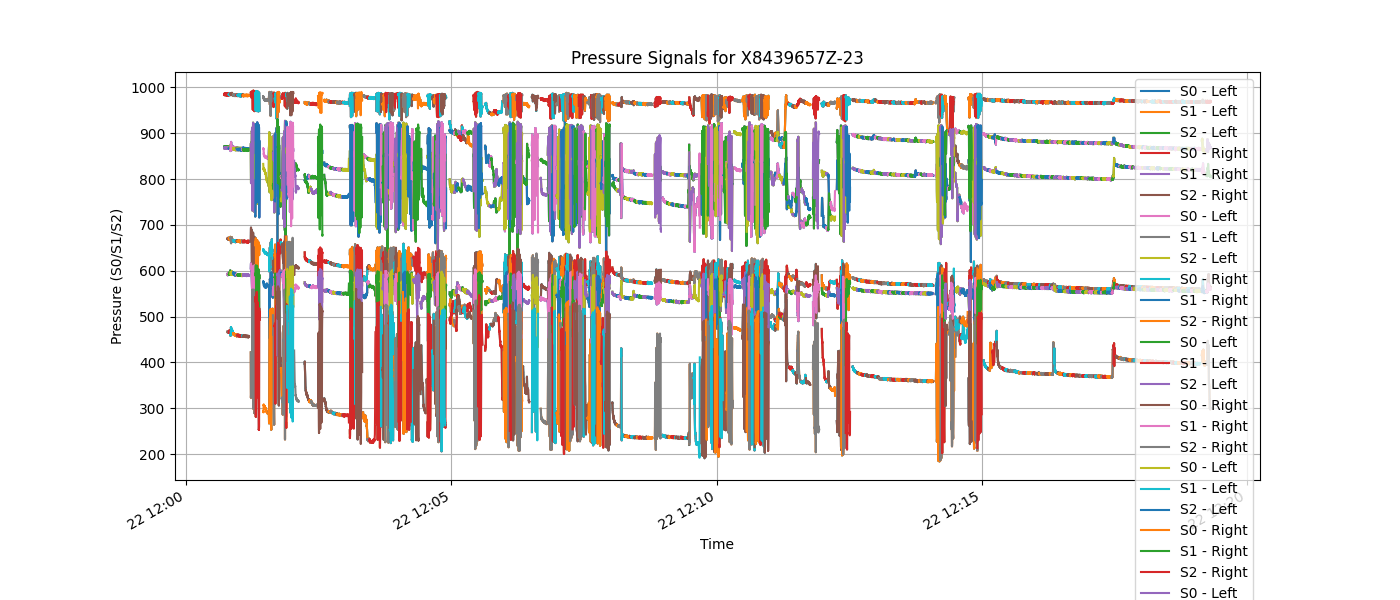 Pressure Signals for X8439657Z-23
Pressure (S0/S1/S2)
1000
900
800
700
600
500
400
300
200
22 12:00
22 12:05
22 12:10
22 12:15
22 12:20
Time
S0 - Left
S1 - Left
S2 - Left
S0 - Right
S1 - Right
S2 - Right
S0 - Left
S1 - Left
S2 - Left
S0 - Right
S1 - Right
S2 - Right
S0 - Left
S1 - Left
S2 - Left
S0 - Right
S1 - Right
S2 - Right
S0 - Left
S1 - Left
S2 - Left
S0 - Right
S1 - Right
S2 - Right
S0 - Left